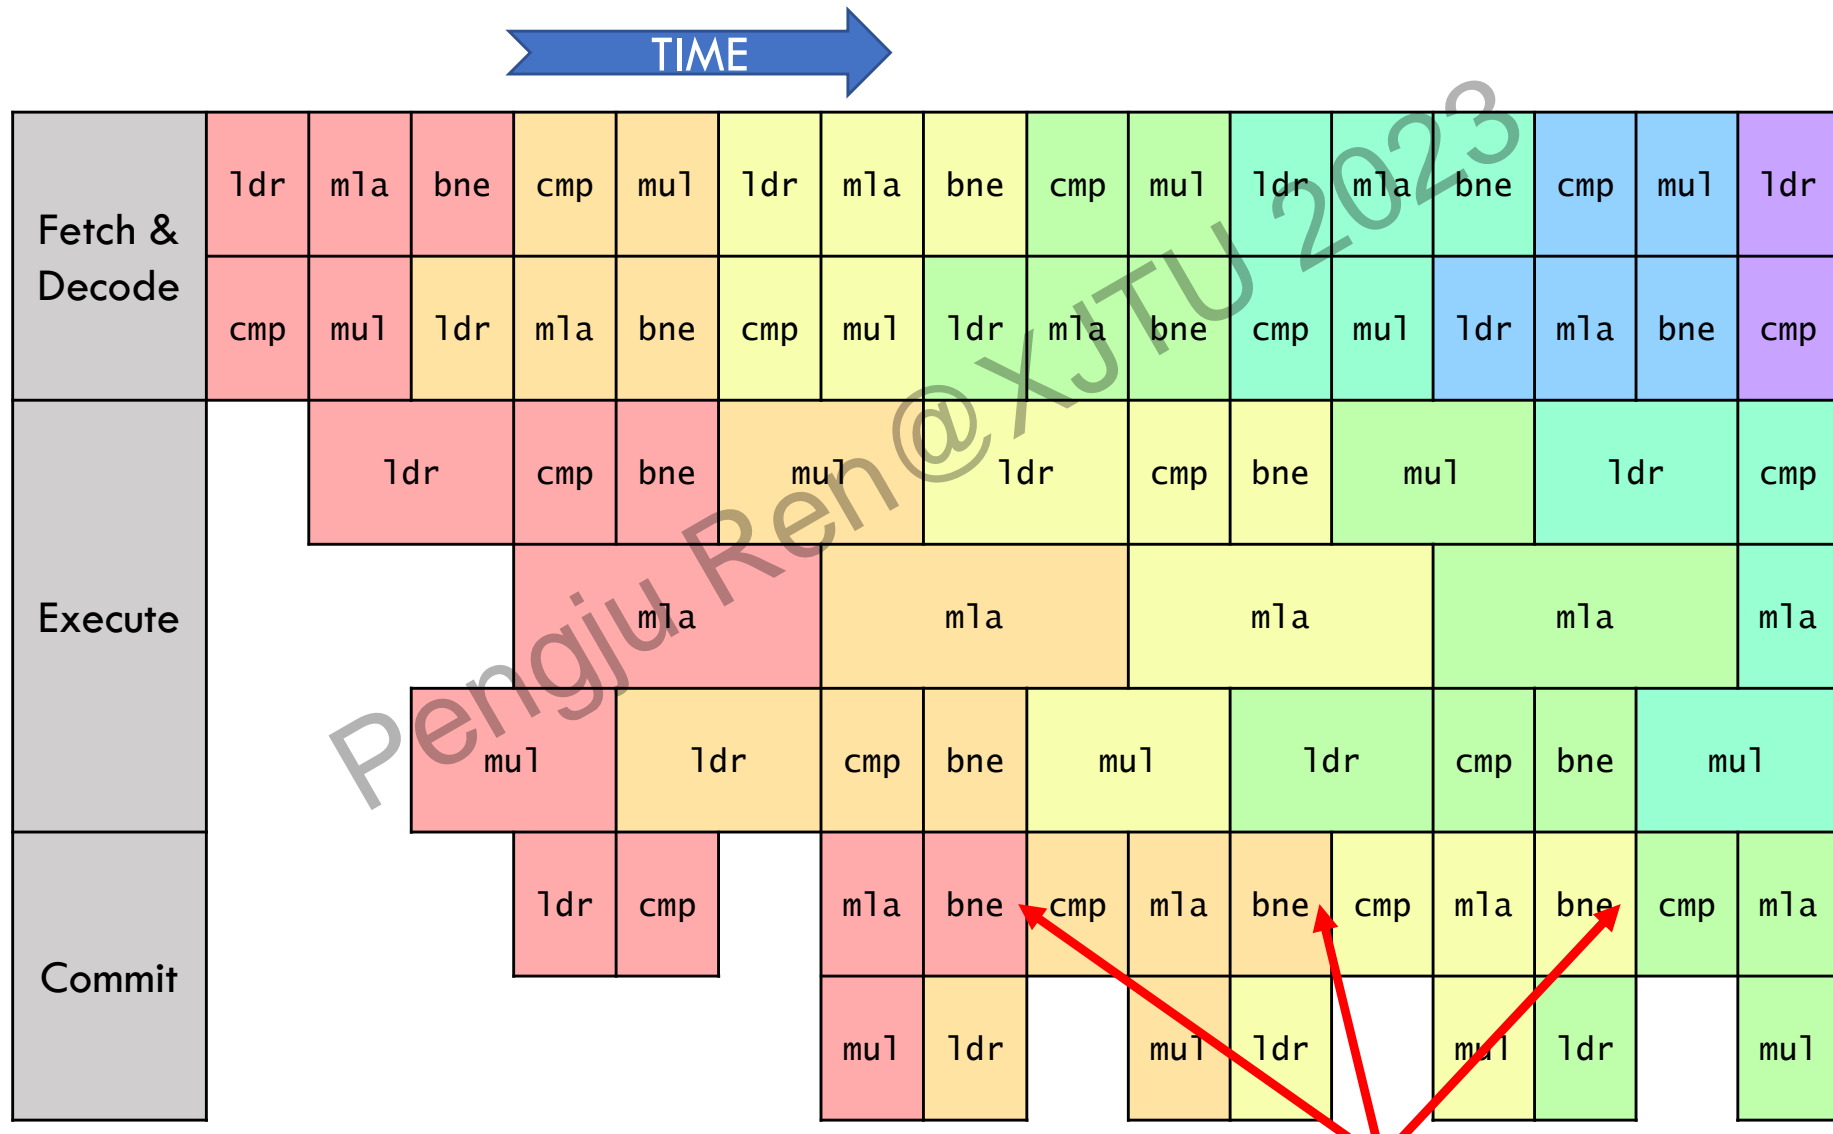 TIME
Fetch &
Decode
ldr mla bne cmp mul ldr mla bne cmp mul ldr mla bne cmp mul ldr
cmp mul ldr mla bne cmp mul ldr mla bne cmp mul ldr mla bne cmp
Execute
ldr cmp bne mul ldr cmp bne mul ldr cmp
mla mla mla mla mla
mul ldr cmp bne mul ldr cmp bne mul
Commit
ldr cmp mla bne cmp mla bne cmp mla bne cmp mla
mul ldr mul ldr mul ldr mul
Pengju Ren@XJTU 2023